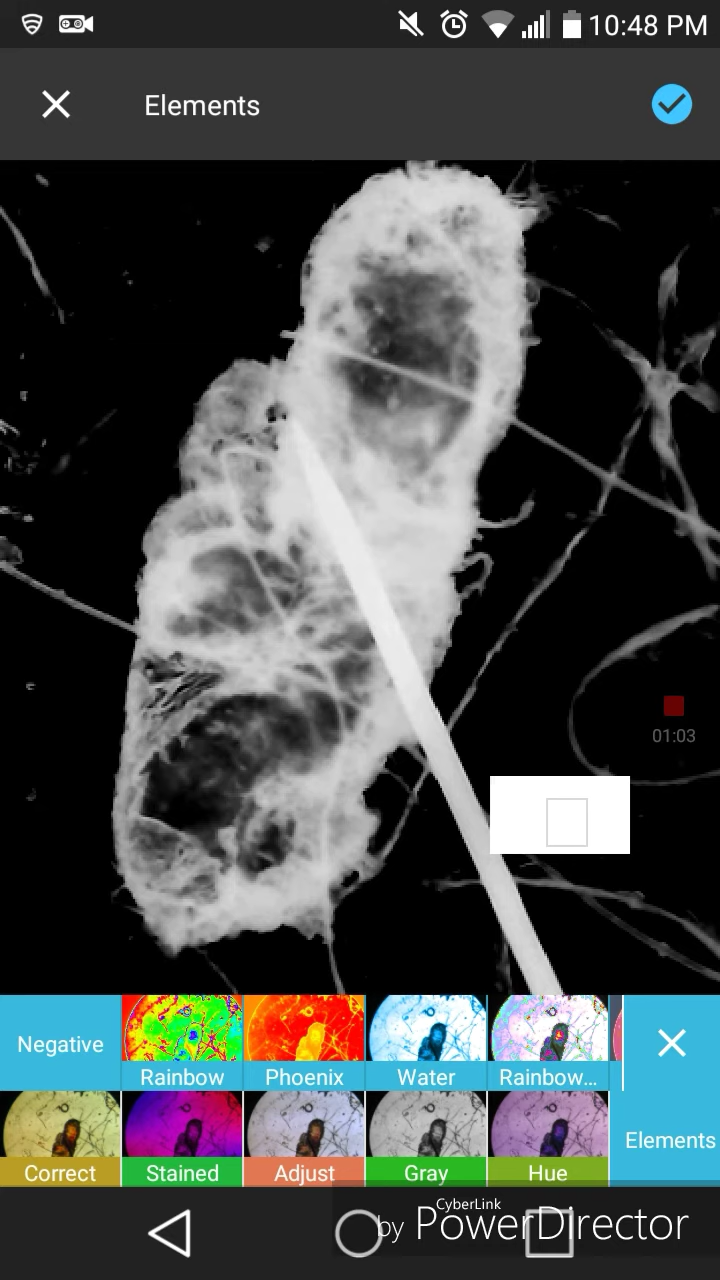 10:48 PM
Elements
01:03
Negative
Rainbow
Phoenix
Water
Rainbow...
Correct
Stained
Adjust
Gray
Hue
Elements
CyberLink
by PowerDirector